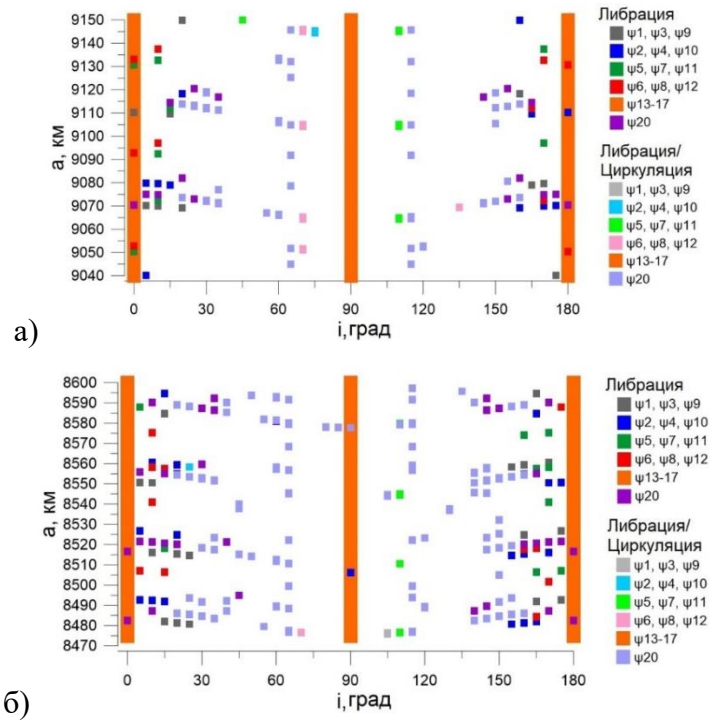 9150
9140
9130
9120
9110
9100
9090
9080
9070
9060
9050
9040
а, км
0 30 60 90 120 150 180
i,град
а)
Либрация
ψ1, ψ3, ψ9
ψ2, ψ4, ψ10
ψ5, ψ7, ψ11
ψ6, ψ8, ψ12
ψ13-17
ψ20
Либрация/
Циркуляция
ψ1, ψ3, ψ9
ψ2, ψ4, ψ10
ψ5, ψ7, ψ11
ψ6, ψ8, ψ12
ψ13-17
ψ20
8600
8590
8580
8570
8560
8550
8540
8530
8520
8510
8500
8490
8480
8470
а, км
0 30 60 90 120 150 180
i,град
б)
Либрация
ψ1, ψ3, ψ9
ψ2, ψ4, ψ10
ψ5, ψ7, ψ11
ψ6, ψ8, ψ12
ψ13-17
ψ20
Либрация/
Циркуляция
ψ1, ψ3, ψ9
ψ2, ψ4, ψ10
ψ5, ψ7, ψ11
ψ6, ψ8, ψ12
ψ13-17
ψ20